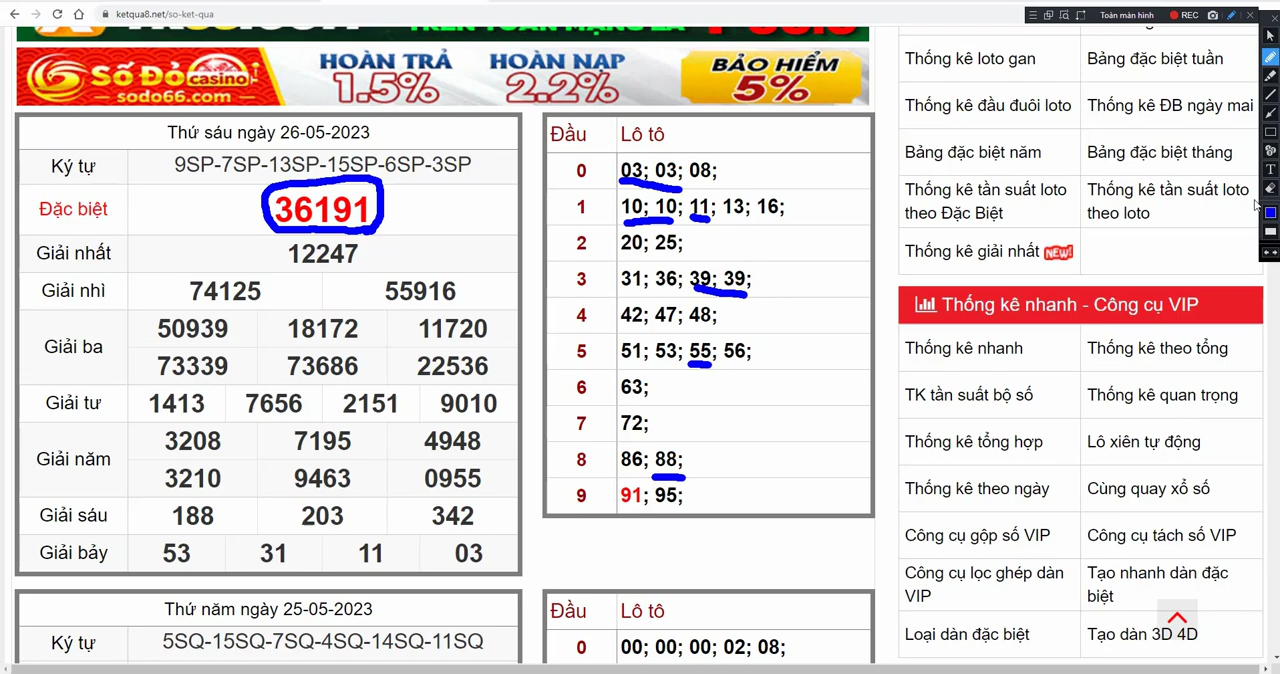 ketqua8.net/so-ket-qua
Toàn màn hình
REC
SỐ ĐỎ casino
sodo66.com
HOÀN TRẢ
1.5%
HOÀN NẠP
2.2%
BẢO HIỂM
5%
Thứ sáu ngày 26-05-2023
Ký tự 9SP-7SP-13SP-15SP-6SP-3SP
Đặc biệt 36191
Giải nhất 12247
Giải nhì 74125 55916
Giải ba 50939 18172 11720
73339 73686 22536
Giải tư 1413 7656 2151 9010
Giải năm 3208 7195 4948
3210 9463 0955
Giải sáu 188 203 342
Giải bảy 53 31 11 03
Thứ năm ngày 25-05-2023
Ký tự 5SQ-15SQ-7SQ-4SQ-14SQ-11SQ
Đầu Lô tô
0 03; 03; 08;
1 10; 10; 11; 13; 16;
2 20; 25;
3 31; 36; 39; 39;
4 42; 47; 48;
5 51; 53; 55; 56;
6 63;
7 72;
8 86; 88;
9 91; 95;
Đầu Lô tô
0 00; 00; 00; 02; 08;
Thống kê loto gan Bảng đặc biệt tuần
Thống kê đầu đuôi loto Thống kê ĐB ngày mai
Bảng đặc biệt năm Bảng đặc biệt tháng
Thống kê tần suất loto theo Đặc Biệt Thống kê tần suất loto theo loto
Thống kê giải nhất NEW!
Thống kê nhanh - Công cụ VIP
Thống kê nhanh Thống kê theo tổng
TK tần suất bộ số Thống kê quan trọng
Thống kê tổng hợp Lô xiên tự động
Thống kê theo ngày Cùng quay xổ số
Công cụ gộp số VIP Công cụ tách số VIP
Công cụ lọc ghép dàn VIP Tạo nhanh dàn đặc biệt
Loại dàn đặc biệt Tạo dàn 3D 4D